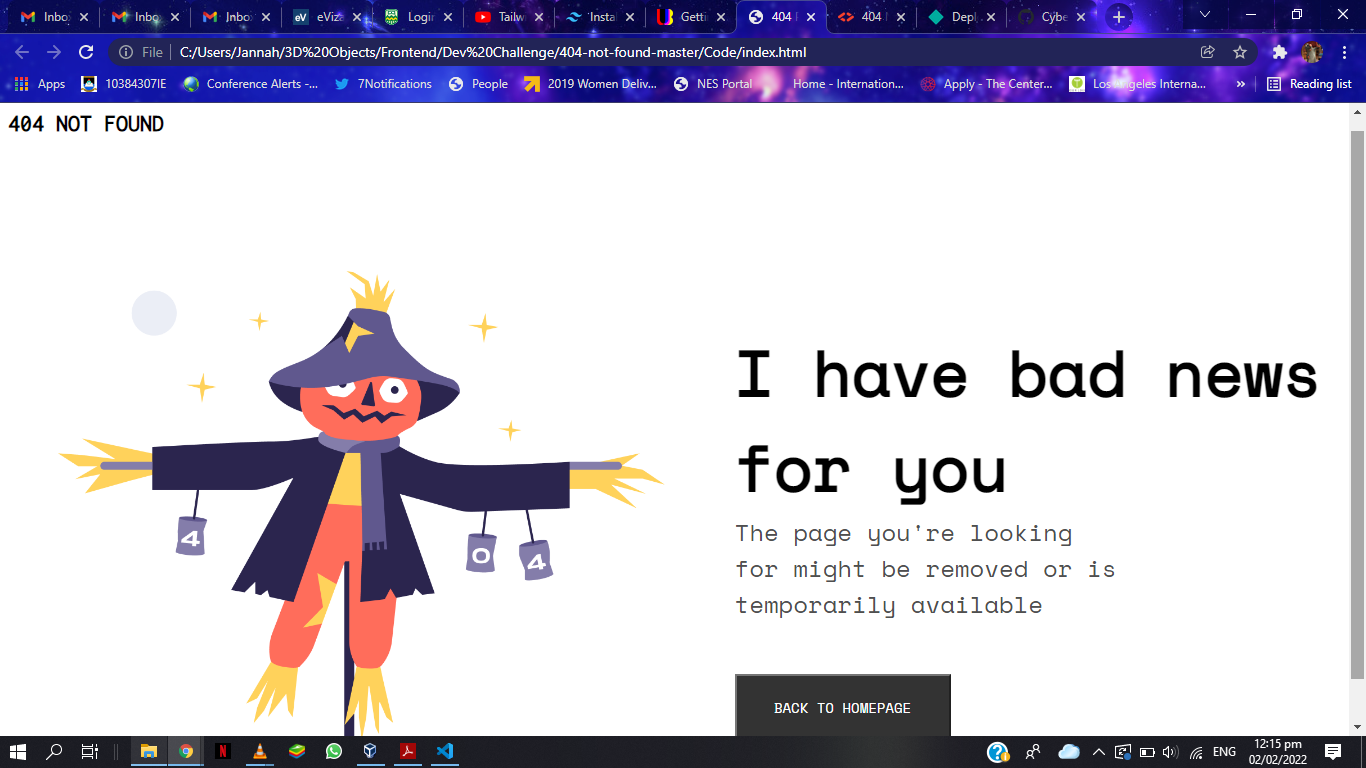 Inbo
Inbo
Inbo
eVize
Login
Tailw
Insta
Getti
404
404
Depl
Cybe
File
C:/Users/Jannah/3D%20Objects/Frontend/Dev%20Challenge/404-not-found-master/Code/index.html
Apps
10384307IE
Conference Alerts -...
7Notifications
People
2019 Women Deliv...
NES Portal
Home - Internation...
Apply - The Center...
Los Angeles Interna...
»
Reading list
404 NOT FOUND
I have bad news
for you
The page you're looking
for might be removed or is
temporarily available
4
0
4
BACK TO HOMEPAGE
ENG
12:15 pm
02/02/2022